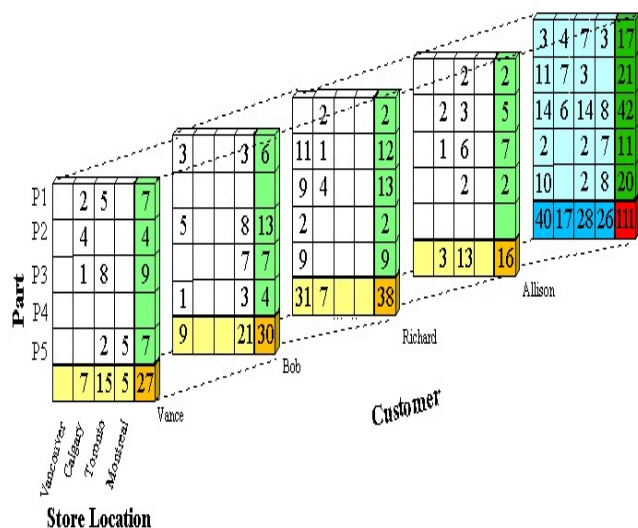 Part
P1 2 5 7
P2 4 4
P3 1 8 9
P4
P5 2 5 7
7 15 5 27
Vance
Vancouver
Calgary
Toronto
Montreal
Store Location
3 3 6
5 8 13
7 7
1 3 4
9 21 30
Bob
2 2
11 1 12
9 4 13
2 2
9 9
31 7 38
Richard
2 2
2 3 5
1 6 7
2 2
3 13 16
Allison
Customer
3 4 7 3 17
11 7 3 21
14 6 14 8 42
2 2 7 11
10 2 8 20
40 17 28 26 111